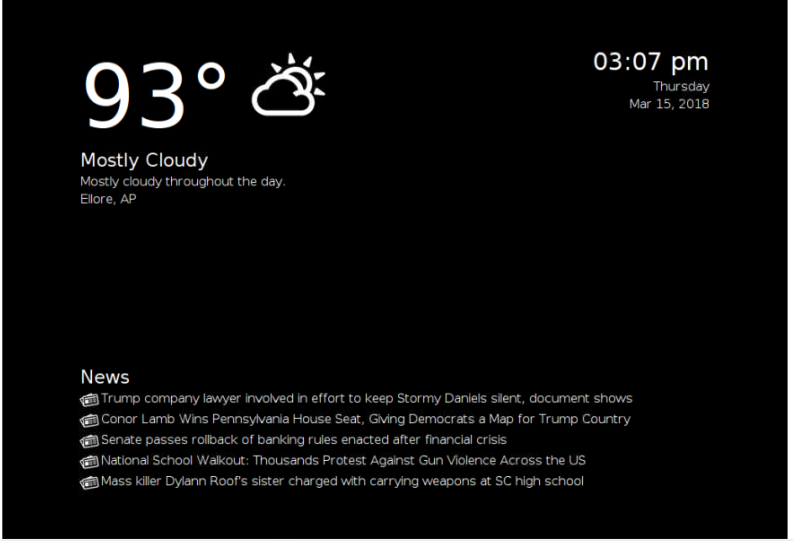 93°
03:07 pm
Thursday
Mar 15, 2018
Mostly Cloudy
Mostly cloudy throughout the day.
Ellore, AP
News
Trump company lawyer involved in effort to keep Stormy Daniels silent, document shows
Conor Lamb Wins Pennsylvania House Seat, Giving Democrats a Map for Trump Country
Senate passes rollback of banking rules enacted after financial crisis
National School Walkout: Thousands Protest Against Gun Violence Across the US
Mass killer Dylann Roof's sister charged with carrying weapons at SC high school